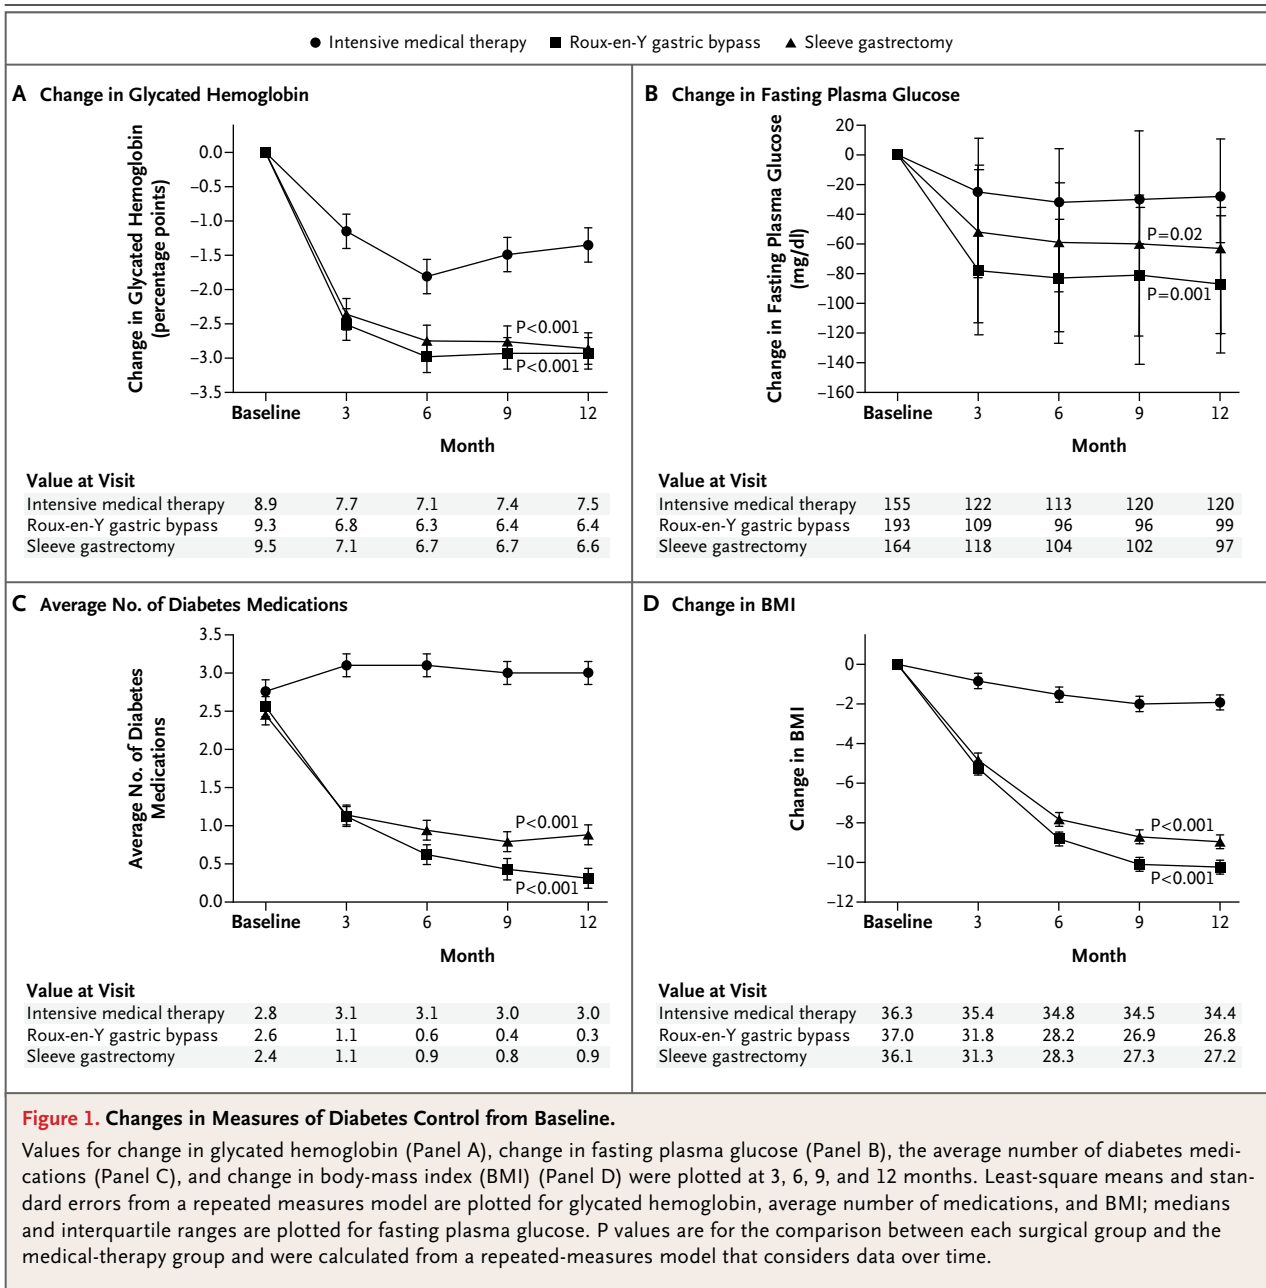 Intensive medical therapy Roux-en-Y gastric bypass Sleeve gastrectomy
A Change in Glycated Hemoglobin
Change in Glycated Hemoglobin
(percentage points)
0.0
−0.5
−1.0
−1.5
−2.0
−2.5
−3.0
−3.5
P<0.001
P<0.001
Baseline 3 6 9 12
Month
Value at Visit
Intensive medical therapy 8.9 7.7 7.1 7.4 7.5
Roux-en-Y gastric bypass 9.3 6.8 6.3 6.4 6.4
Sleeve gastrectomy 9.5 7.1 6.7 6.7 6.6
B Change in Fasting Plasma Glucose
Change in Fasting Plasma Glucose
(mg/dl)
20
0
−20
−40
−60
−80
−100
−120
−140
−160
P=0.02
P=0.001
Baseline 3 6 9 12
Month
Value at Visit
Intensive medical therapy 155 122 113 120 120
Roux-en-Y gastric bypass 193 109 96 96 99
Sleeve gastrectomy 164 118 104 102 97
C Average No. of Diabetes Medications
Average No. of Diabetes
Medications
3.5
3.0
2.5
2.0
1.5
1.0
0.5
0.0
P<0.001
P<0.001
Baseline 3 6 9 12
Month
Value at Visit
Intensive medical therapy 2.8 3.1 3.1 3.0 3.0
Roux-en-Y gastric bypass 2.6 1.1 0.6 0.4 0.3
Sleeve gastrectomy 2.4 1.1 0.9 0.8 0.9
D Change in BMI
Change in BMI
0
−2
−4
−6
−8
−10
−12
P<0.001
P<0.001
Baseline 3 6 9 12
Month
Value at Visit
Intensive medical therapy 36.3 35.4 34.8 34.5 34.4
Roux-en-Y gastric bypass 37.0 31.8 28.2 26.9 26.8
Sleeve gastrectomy 36.1 31.3 28.3 27.3 27.2
Figure 1. Changes in Measures of Diabetes Control from Baseline.
Values for change in glycated hemoglobin (Panel A), change in fasting plasma glucose (Panel B), the average number of diabetes medi-
cations (Panel C), and change in body-mass index (BMI) (Panel D) were plotted at 3, 6, 9, and 12 months. Least-square means and stan-
dard errors from a repeated measures model are plotted for glycated hemoglobin, average number of medications, and BMI; medians
and interquartile ranges are plotted for fasting plasma glucose. P values are for the comparison between each surgical group and the
medical-therapy group and were calculated from a repeated-measures model that considers data over time.